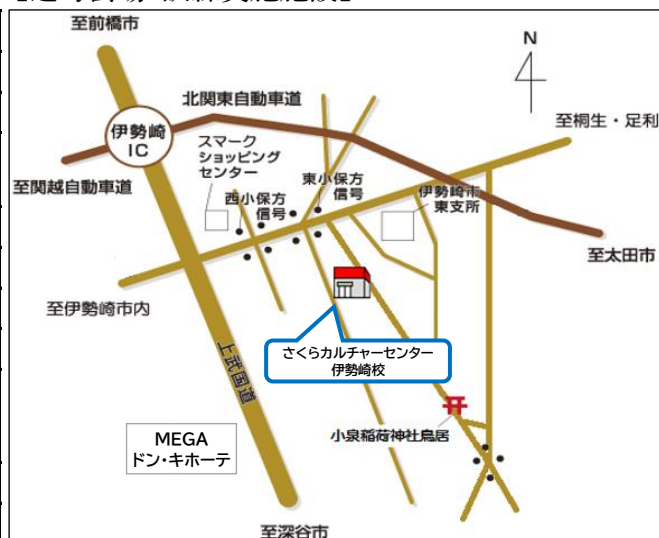 至前橋市
N
北関東自動車道
至桐生・足利
伊勢崎
IC
スマーク
ショッピング
センター
東小保方
信号
至関越自動車道
西小保方
信号
伊勢崎市
東支所
至太田市
至伊勢崎市内
さくらカルチャーセンター
伊勢崎校
上武国道
小泉稲荷神社鳥居
MEGA
ドン・キホーテ
至深谷市